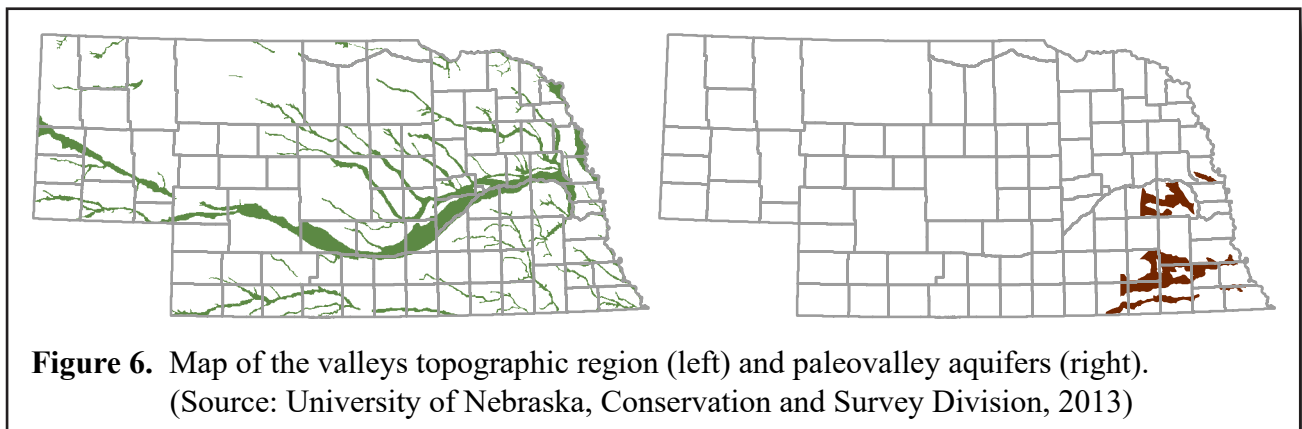 Figure 6. Map of the valleys topographic region (left) and paleovalley aquifers (right).
(Source: University of Nebraska, Conservation and Survey Division, 2013)